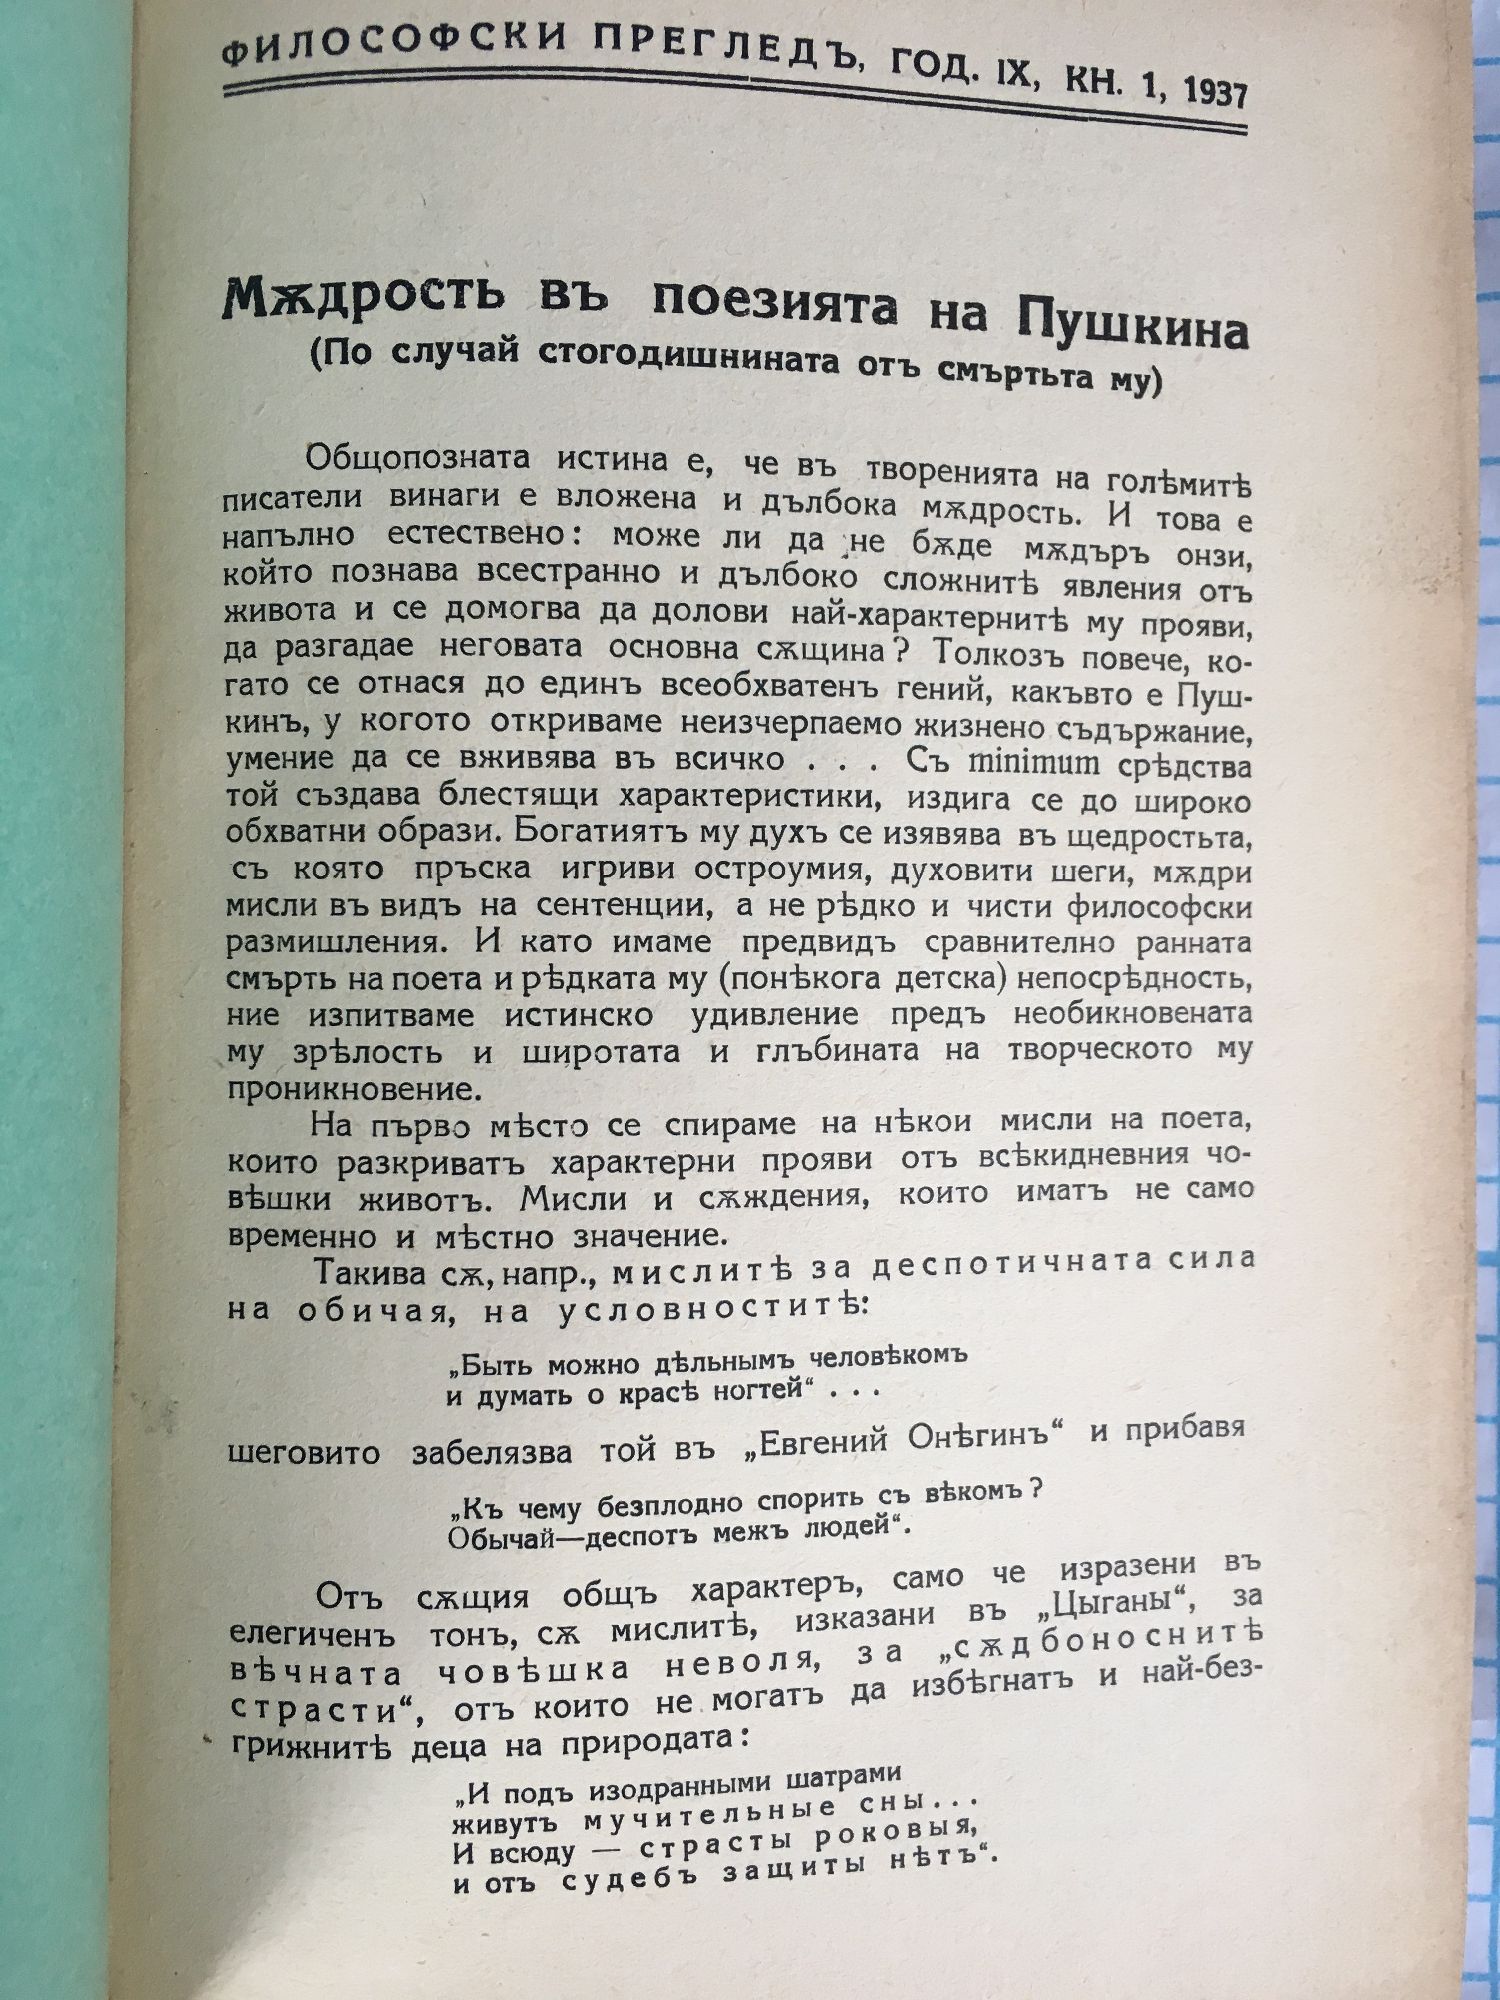 ФИЛОСОФСКИ ПРЕГЛЕДЪ, ГОД. IX, КН. 1, 1937
Мѫдрость въ поезията на Пушкина
(По случай стогодишнината отъ смъртьта му)
Общопозната истина е, че въ творенията на голѣмитѣ
писатели винаги е вложена и дълбока мѫдрость. И това е
напълно естествено: може ли да не бѫде мѫдъръ онзи,
който познава всестранно и дълбоко сложнитѣ явления отъ
живота и се домогва да долови най-характернитѣ му прояви,
да разгадае неговата основна сѫщина? Толкозъ повече, ко-
гато се отнася до единъ всеобхватенъ гений, какъвто е Пуш-
кинъ, у когото откриваме неизчерпаемо жизнено съдържание,
умение да се вживява въ всичко . . . Съ minimum срѣдства
той създава блестящи характеристики, издига се до широко
обхватни образи. Богатиятъ му духъ се изявява въ щедростьта,
съ която пръска игриви остроумия, духовити шеги, мѫдри
мисли въ видъ на сентенции, а не рѣдко и чисти философски
размишления. И като имаме предвидъ сравнително ранната
смърть на поета и рѣдката му (понѣкога детска) непосрѣдность,
ние изпитваме истинско удивление предъ необикновената
му зрѣлость и широтата и глъбината на творческото му
проникновение.
На първо мѣсто се спираме на нѣкои мисли на поета,
които разкриватъ характерни прояви отъ всѣкидневния чо-
вѣшки животъ. Мисли и сѫждения, които иматъ не само
временно и мѣстно значение.
Такива сѫ, напр., мислитѣ за деспотичната сила
на обичая, на условноститѣ:
„Быть можно дѣльнымъ человѣкомъ
и думать о красѣ ногтей“ . . .
шеговито забелязва той въ „Евгений Онѣгинъ“ и прибавя
„Къ чему безплодно спорить съ вѣкомъ?
Обычай—деспотъ межъ людей“.
Отъ сѫщия общъ характеръ, само че изразени въ
елегиченъ тонъ, сѫ мислитѣ, изказани въ „Цыганы“, за
вѣчната човѣшка неволя, за „сѫдбоноснитѣ
страсти“, отъ които не могатъ да избѣгнатъ и най-без-
грижнитѣ деца на природата:
„И подъ изодранными шатрами
живутъ мучительные сны . . .
И всюду — страсты роковыя,
и отъ судебъ защиты нѣтъ“.